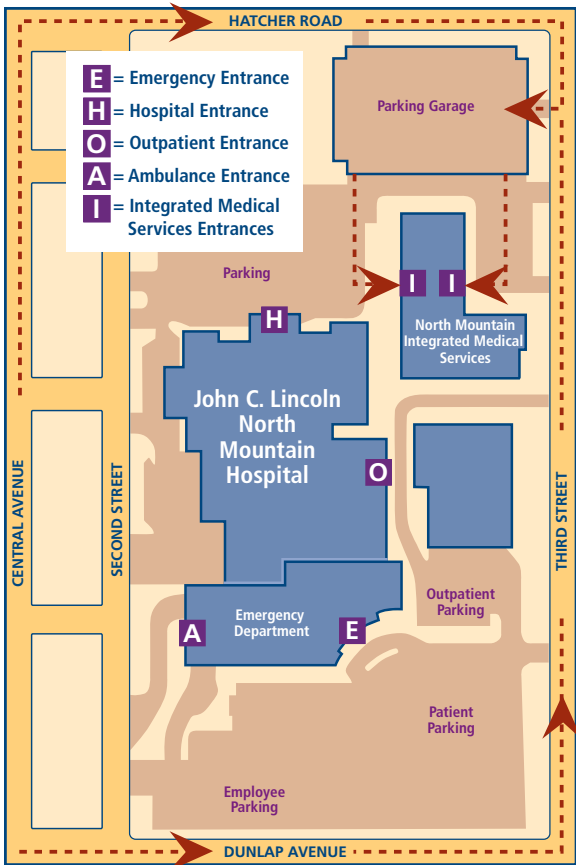 HATCHER ROAD
E = Emergency Entrance
H = Hospital Entrance
O = Outpatient Entrance
A = Ambulance Entrance
I = Integrated Medical
Services Entrances
Parking Garage
Parking
I I
H
North Mountain
Integrated Medical
Services
John C. Lincoln
North
Mountain
Hospital
O
CENTRAL AVENUE
SECOND STREET
THIRD STREET
Outpatient
Parking
Emergency
Department
A
E
Patient
Parking
Employee
Parking
DUNLAP AVENUE